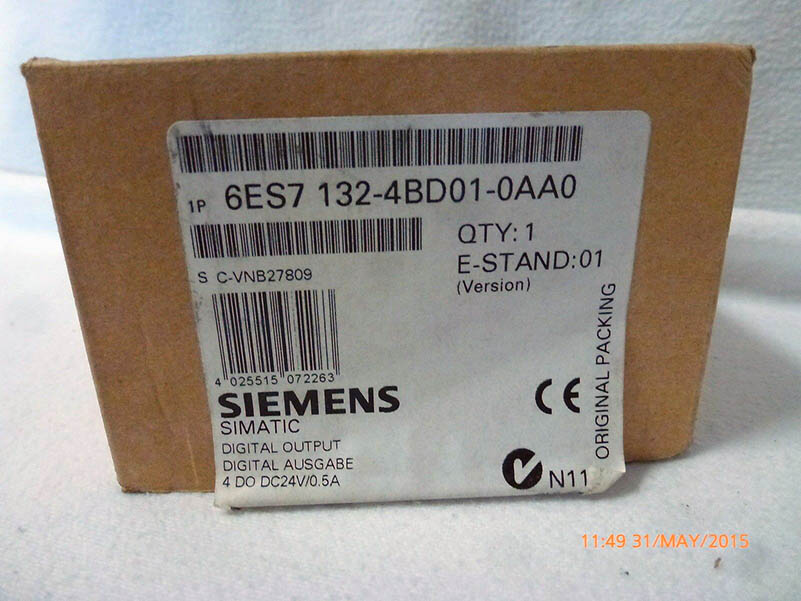 1P 6ES7 132-4BD01-0AA0
QTY: 1
E-STAND:01
(Version)
S C-VNB27809
4 025515 072263
SIEMENS
SIMATIC
DIGITAL OUTPUT
DIGITAL AUSGABE
4 DO DC24V/0.5A
CE
N11
ORIGINAL PACKING
11:49 31/MAY/2015